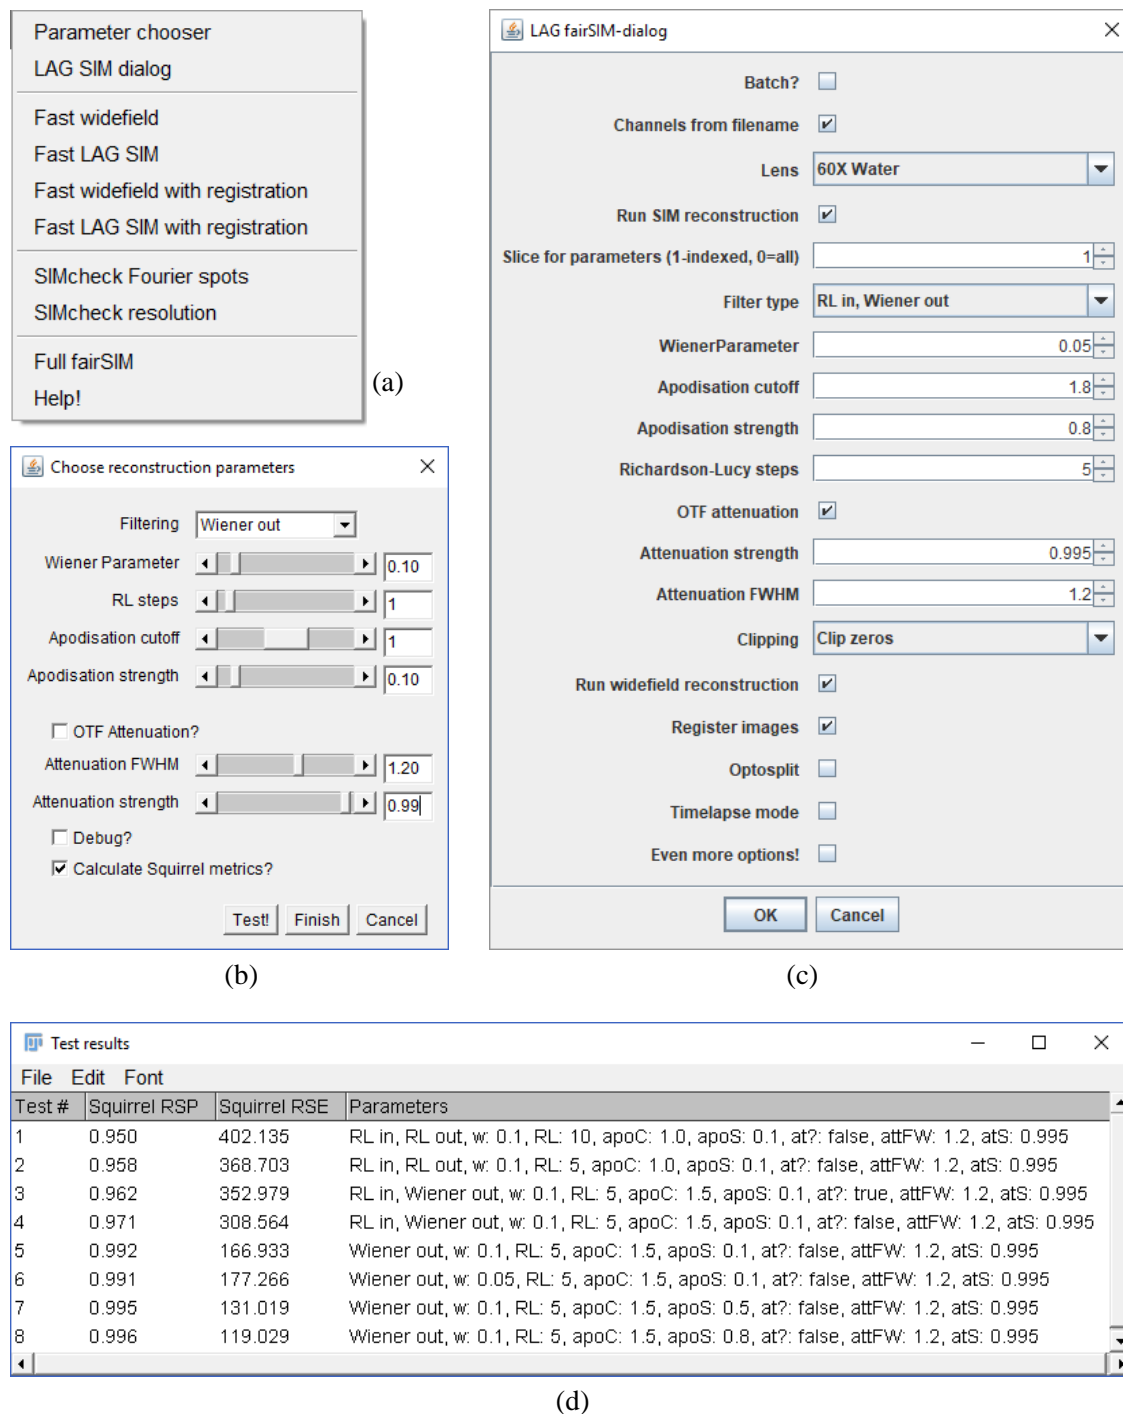 Parameter chooser
LAG SIM dialog
Fast widefield
Fast LAG SIM
Fast widefield with registration
Fast LAG SIM with registration
SIMcheck Fourier spots
SIMcheck resolution
Full fairSIM
Help!
(a)
Choose reconstruction parameters
Filtering Wiener out
Wiener Parameter 0.10
RL steps 1
Apodisation cutoff 1
Apodisation strength 0.10
OTF Attenuation?
Attenuation FWHM 1.20
Attenuation strength 0.99
Debug?
Calculate Squirrel metrics?
Test! Finish Cancel
(b)
LAG fairSIM-dialog
Batch?
Channels from filename
Lens 60X Water
Run SIM reconstruction
Slice for parameters (1-indexed, 0=all) 1
Filter type RL in, Wiener out
WienerParameter 0.05
Apodisation cutoff 1.8
Apodisation strength 0.8
Richardson-Lucy steps 5
OTF attenuation
Attenuation strength 0.995
Attenuation FWHM 1.2
Clipping Clip zeros
Run widefield reconstruction
Register images
Optosplit
Timelapse mode
Even more options!
OK Cancel
(c)
Test results
File Edit Font
Test # Squirrel RSP Squirrel RSE Parameters
1 0.950 402.135 RL in, RL out, w: 0.1, RL: 10, apoC: 1.0, apoS: 0.1, at?: false, attFW: 1.2, atS: 0.995
2 0.958 368.703 RL in, RL out, w: 0.1, RL: 5, apoC: 1.0, apoS: 0.1, at?: false, attFW: 1.2, atS: 0.995
3 0.962 352.979 RL in, Wiener out, w: 0.1, RL: 5, apoC: 1.5, apoS: 0.1, at?: true, attFW: 1.2, atS: 0.995
4 0.971 308.564 RL in, Wiener out, w: 0.1, RL: 5, apoC: 1.5, apoS: 0.1, at?: false, attFW: 1.2, atS: 0.995
5 0.992 166.933 Wiener out, w: 0.1, RL: 5, apoC: 1.5, apoS: 0.1, at?: false, attFW: 1.2, atS: 0.995
6 0.991 177.266 Wiener out, w: 0.05, RL: 5, apoC: 1.5, apoS: 0.1, at?: false, attFW: 1.2, atS: 0.995
7 0.995 131.019 Wiener out, w: 0.1, RL: 5, apoC: 1.5, apoS: 0.5, at?: false, attFW: 1.2, atS: 0.995
8 0.996 119.029 Wiener out, w: 0.1, RL: 5, apoC: 1.5, apoS: 0.8, at?: false, attFW: 1.2, atS: 0.995
(d)